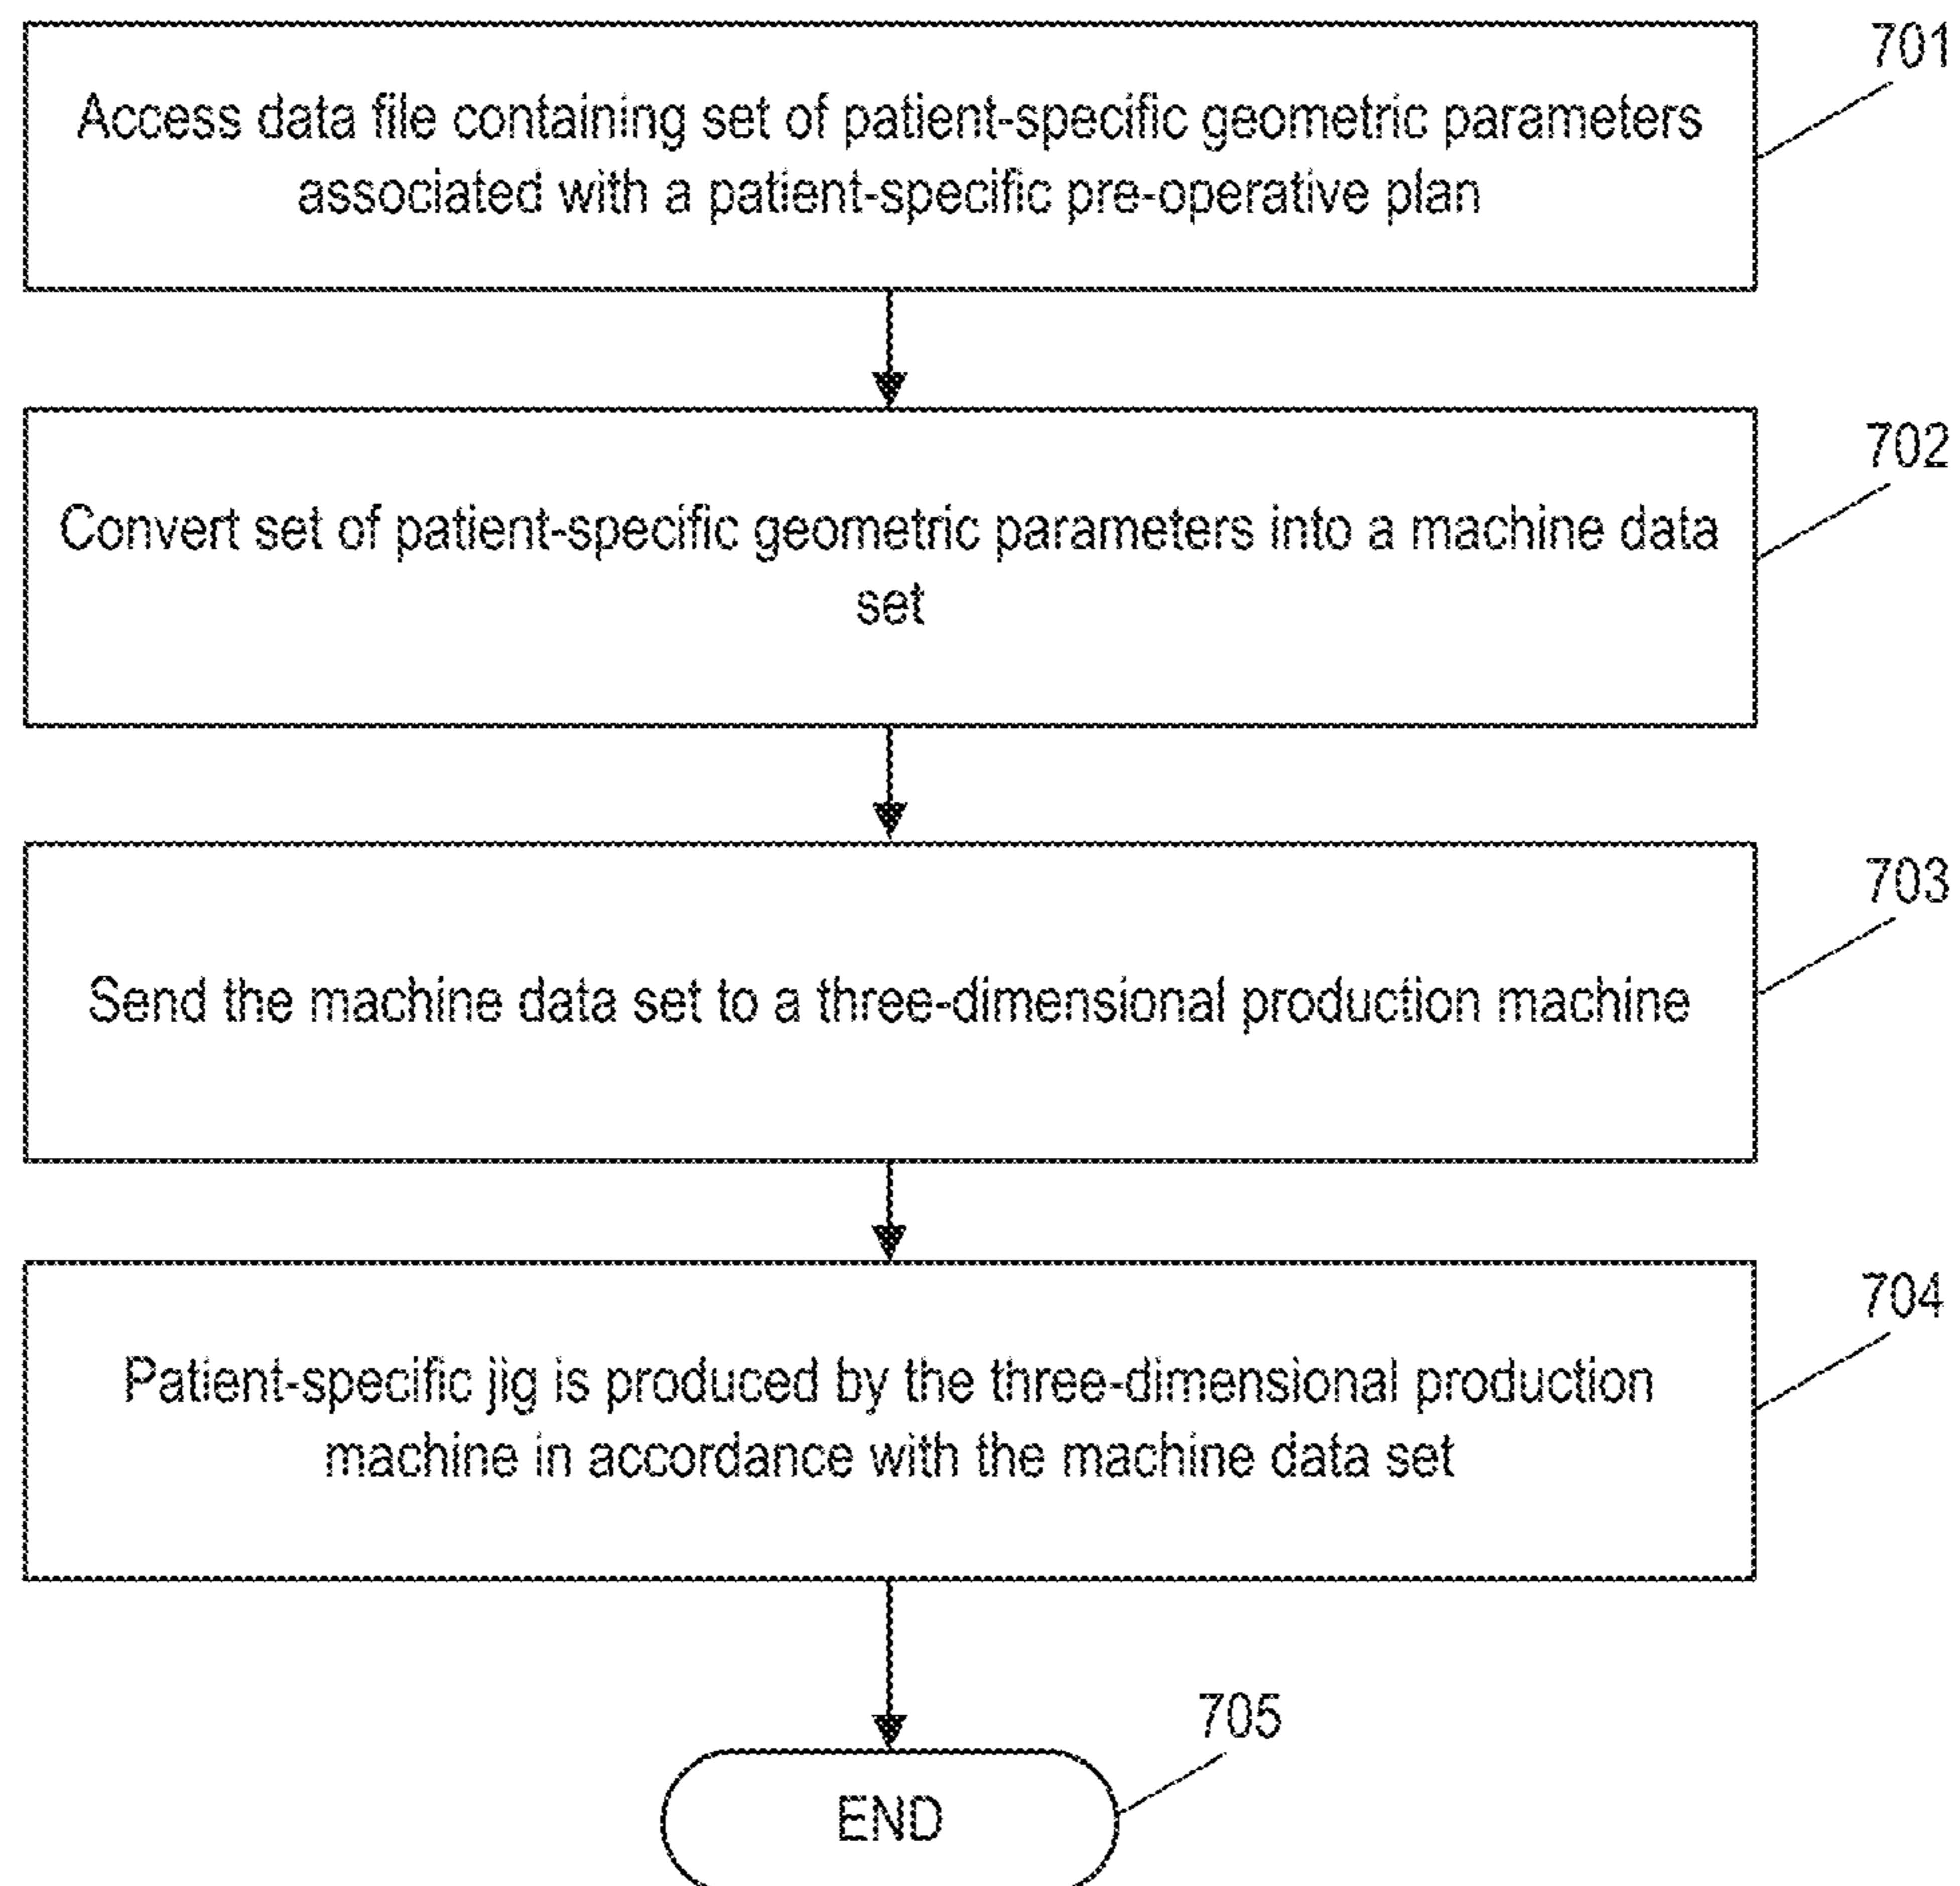 701
Access data file containing set of patient-specific geometric parameters
associated with a patient-specific pre-operative plan
702
Convert set of patient-specific geometric parameters into a machine data
set
703
Send the machine data set to a three-dimensional production machine
704
Patient-specific jig is produced by the three-dimensional production
machine in accordance with the machine data set
705
END